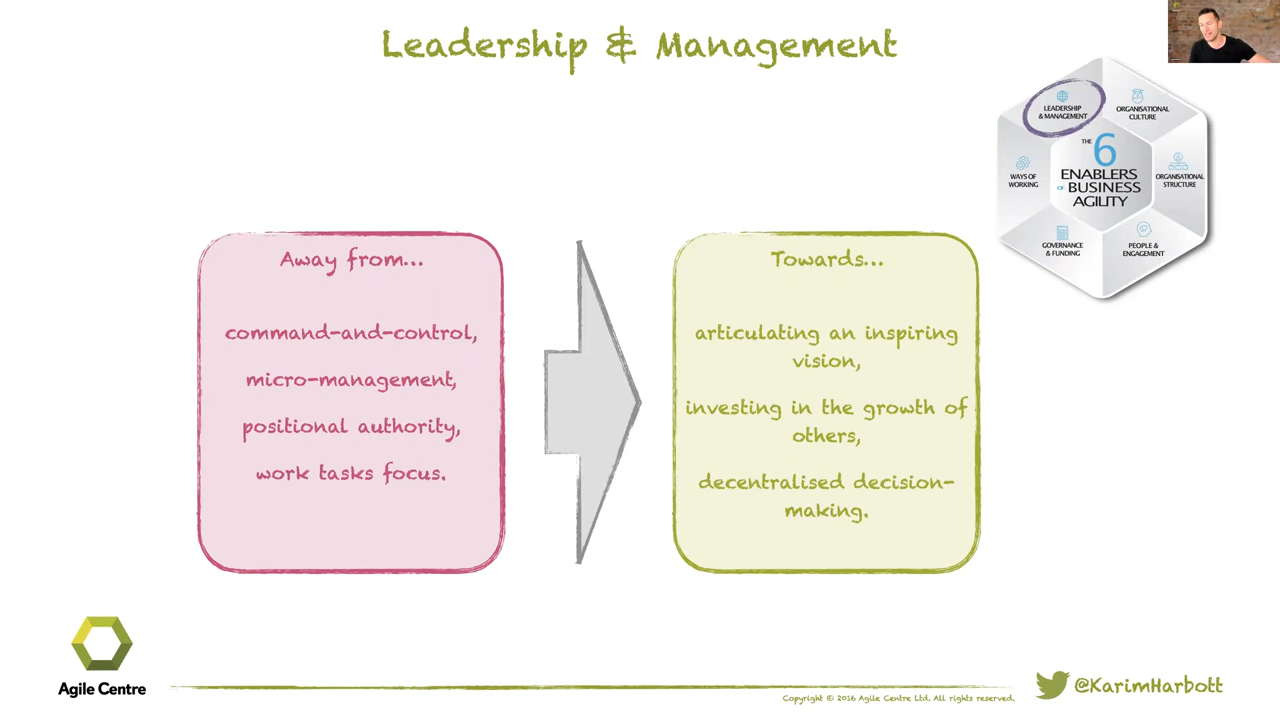 Leadership & Management
LEADERSHIP
& MANAGEMENT
ORGANISATIONAL
CULTURE
WAYS OF
WORKING
THE 6
ENABLERS
OF BUSINESS
AGILITY
ORGANISATIONAL
STRUCTURE
GOVERNANCE
& FUNDING
PEOPLE &
ENGAGEMENT
Away from...
command-and-control,
micro-management,
positional authority,
work tasks focus.
Towards...
articulating an inspiring
vision,
investing in the growth of
others,
decentralised decision-
making.
Agile Centre
Copyright © 2016 Agile Centre Ltd. All rights reserved.
@KarimHarbott